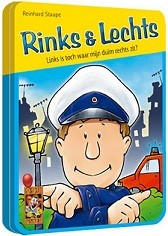 Reinhard Staupe
Rinks & Lechts
Links is toch waar mijn duim rechts zit?